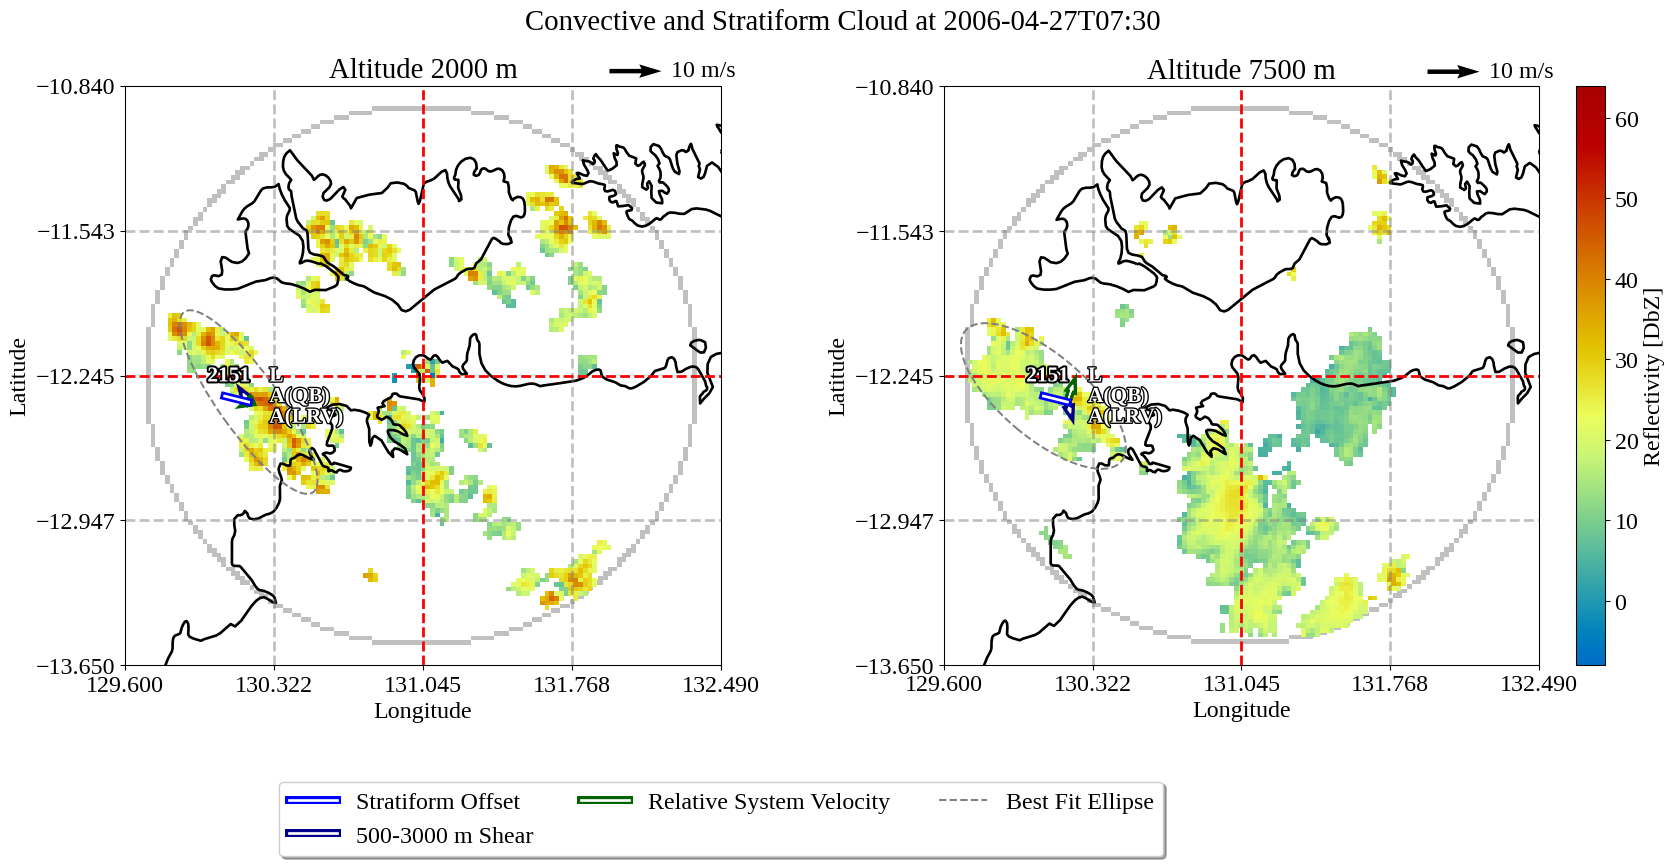 Convective and Stratiform Cloud at 2006-04-27T07:30
Altitude 2000 m
10 m/s
Altitude 7500 m
10 m/s
−10.840
−11.543
−12.245
−12.947
−13.650
Latitude
129.600
130.322
131.045
131.768
132.490
Longitude
2151
L
A(QB)
A(LRV)
−10.840
−11.543
−12.245
−12.947
−13.650
Latitude
129.600
130.322
131.045
131.768
132.490
Longitude
2151
L
A(QB)
A(LRV)
60
50
40
30
20
10
0
Reflectivity [DbZ]
Stratiform Offset
Relative System Velocity
Best Fit Ellipse
500-3000 m Shear